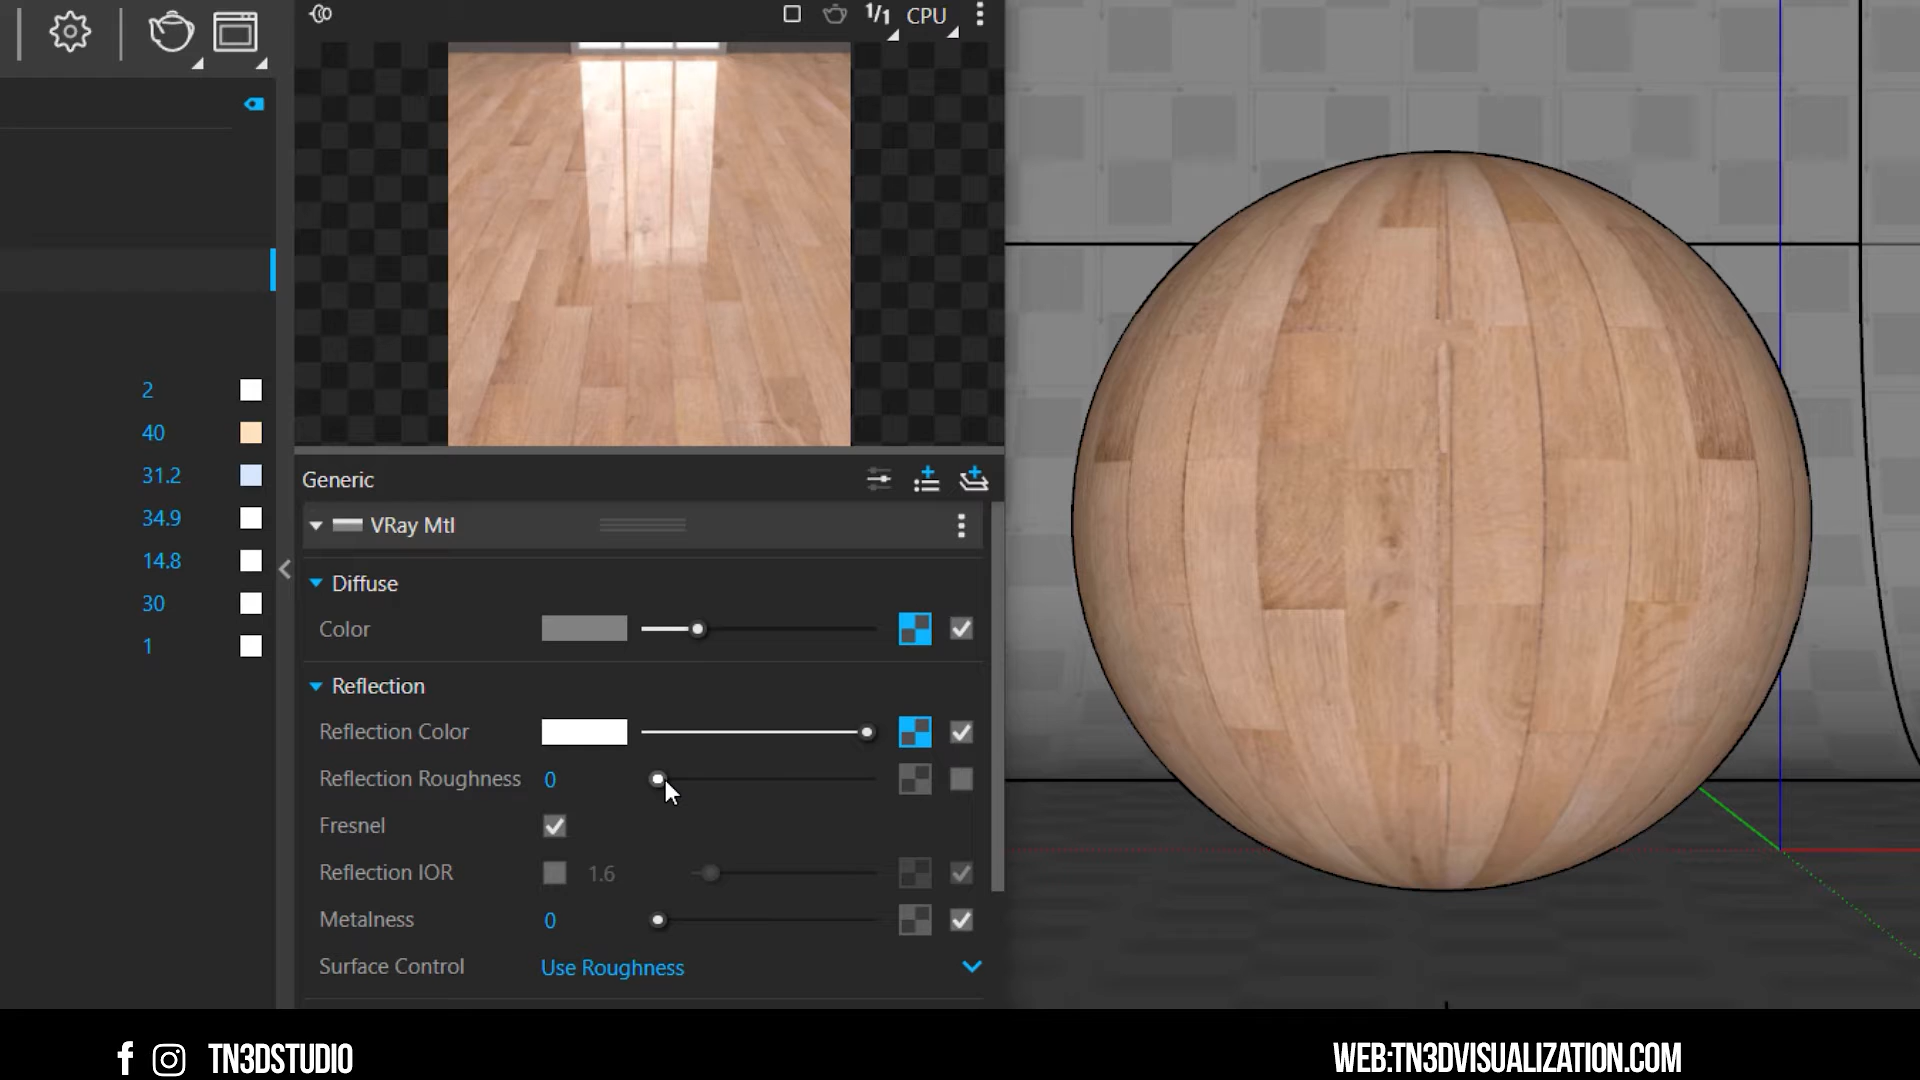 1/1 CPU
2
40
31.2
34.9
14.8
30
1
Generic
VRay Mtl
Diffuse
Color
Reflection
Reflection Color
Reflection Roughness 0
Fresnel
Reflection IOR 1.6
Metalness 0
Surface Control Use Roughness
TN3DSTUDIO
WEB:TN3DVISUALIZATION.COM